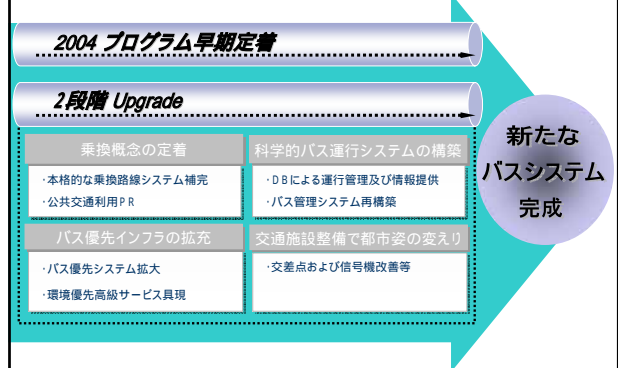 2004 プログラム早期定着
2段階 Upgrade
乗換概念の定着
・本格的な乗換路線システム補完
・公共交通利用PR
科学的バス運行システムの構築
・DBによる運行管理及び情報提供
・バス管理システム再構築
バス優先インフラの拡充
・バス優先システム拡大
・環境優先高級サービス具現
交通施設整備で都市姿の変えり
・交差点および信号機改善等
新たな
バスシステム
完成